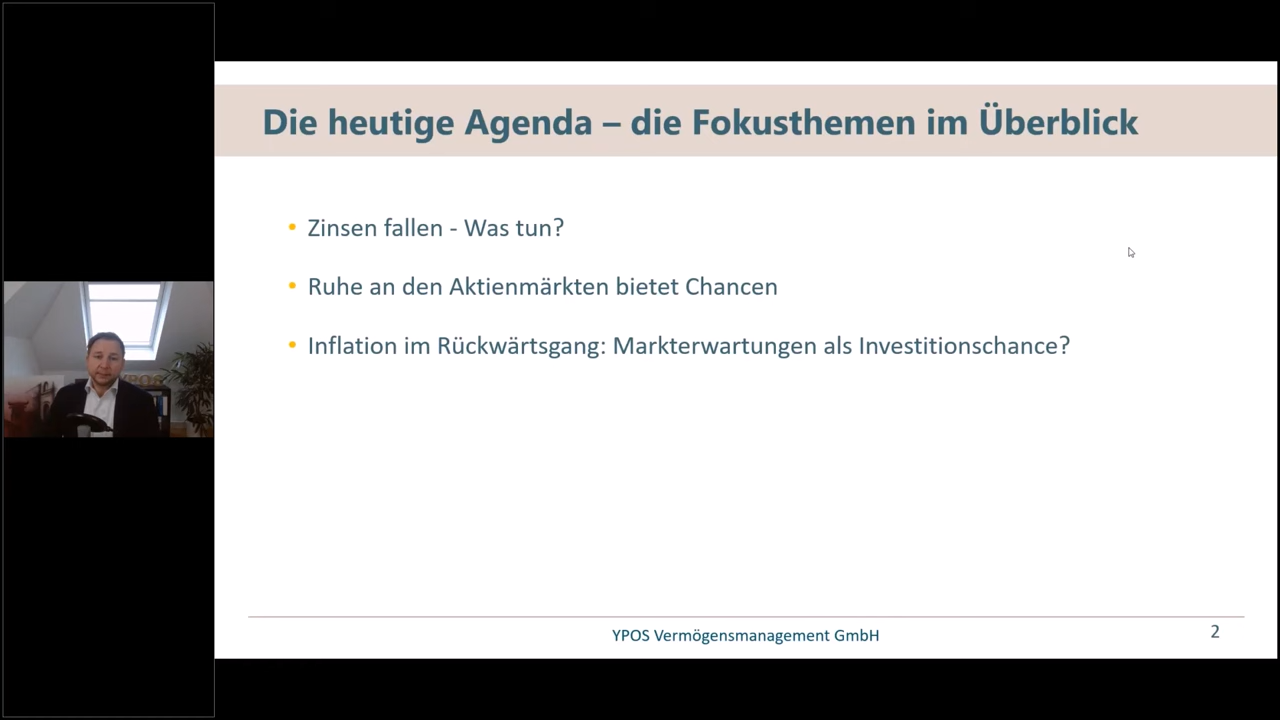 Die heutige Agenda – die Fokusthemen im Überblick
• Zinsen fallen - Was tun?
• Ruhe an den Aktienmärkten bietet Chancen
• Inflation im Rückwärtsgang: Markterwartungen als Investitionschance?
YPOS
YPOS Vermögensmanagement GmbH
2